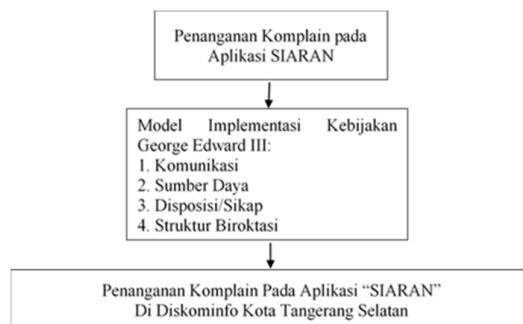 Penanganan Komplain pada
Aplikasi SIARAN
Model Implementasi Kebijakan
George Edward III:
1. Komunikasi
2. Sumber Daya
3. Disposisi/Sikap
4. Struktur Biroktasi
Penanganan Komplain Pada Aplikasi “SIARAN”
Di Diskominfo Kota Tangerang Selatan